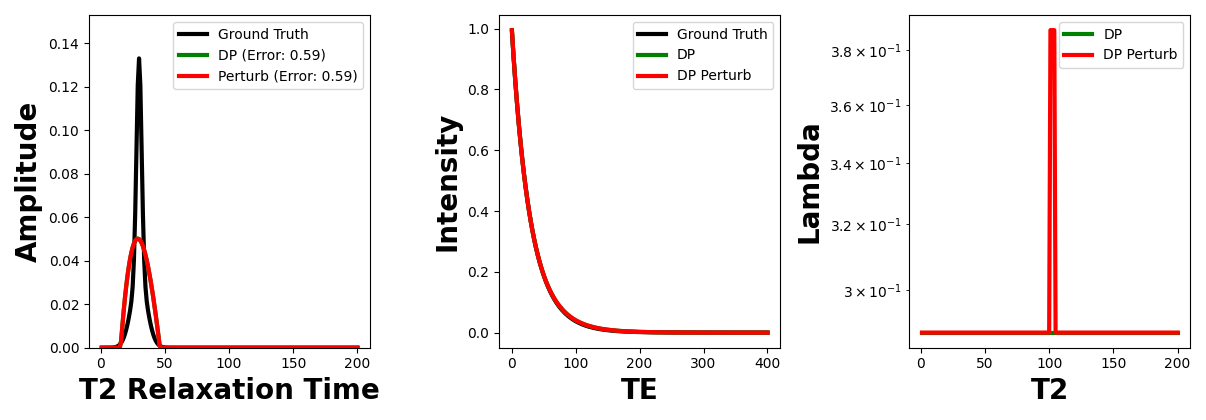 Amplitude
0.14
0.12
0.10
0.08
0.06
0.04
0.02
0.00
0
50
100
150
200
T2 Relaxation Time
Ground Truth
DP (Error: 0.59)
Perturb (Error: 0.59)
Intensity
1.0
0.8
0.6
0.4
0.2
0.0
0
100
200
300
400
TE
Ground Truth
DP
DP Perturb
Lambda
3.8 × 10⁻¹
3.6 × 10⁻¹
3.4 × 10⁻¹
3.2 × 10⁻¹
3 × 10⁻¹
0
50
100
150
200
T2
DP
DP Perturb